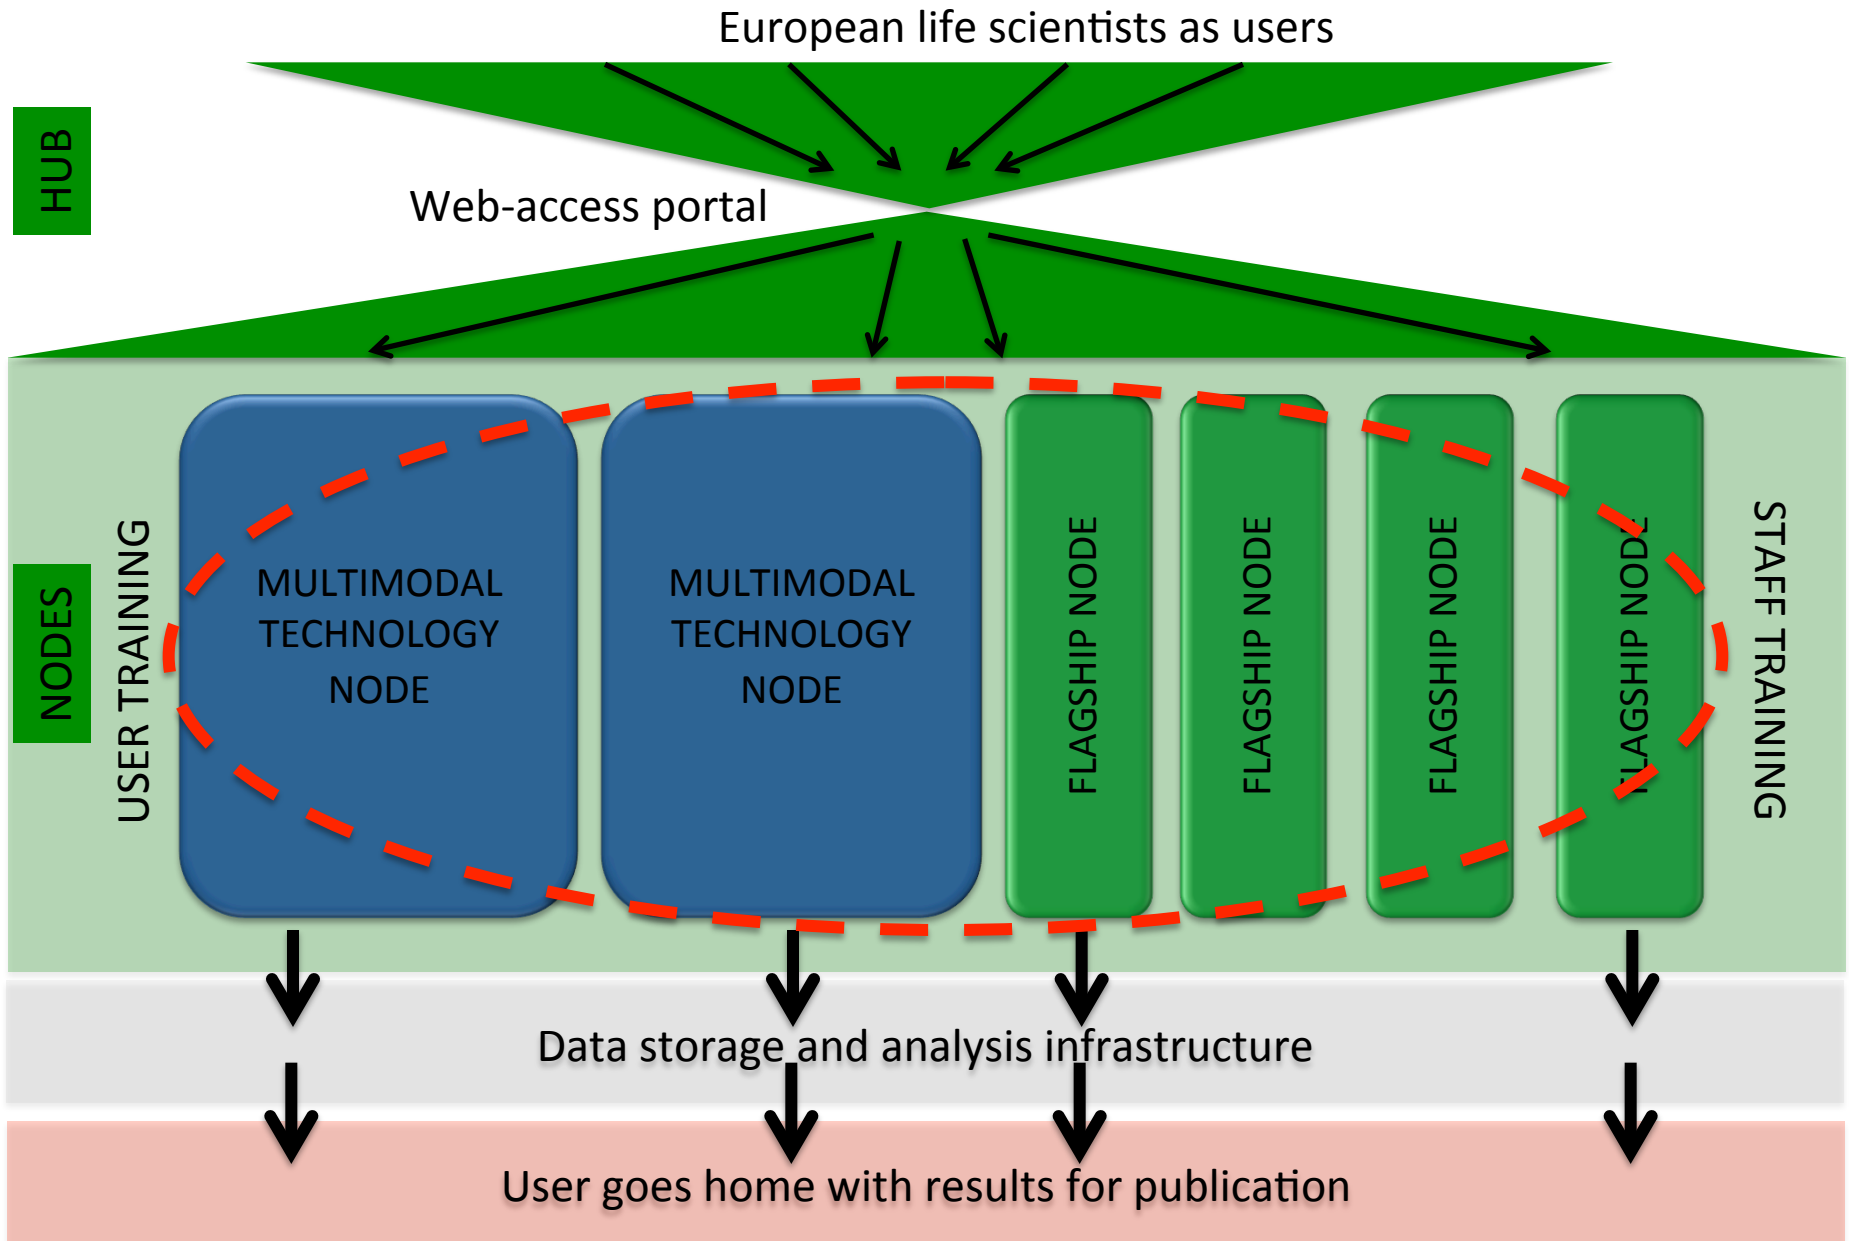 European life scientists as users
HUB
Web-access portal
NODES
USER TRAINING
MULTIMODAL
TECHNOLOGY
NODE
MULTIMODAL
TECHNOLOGY
NODE
FLAGSHIP NODE
FLAGSHIP NODE
FLAGSHIP NODE
FLAGSHIP NODE
STAFF TRAINING
Data storage and analysis infrastructure
User goes home with results for publication